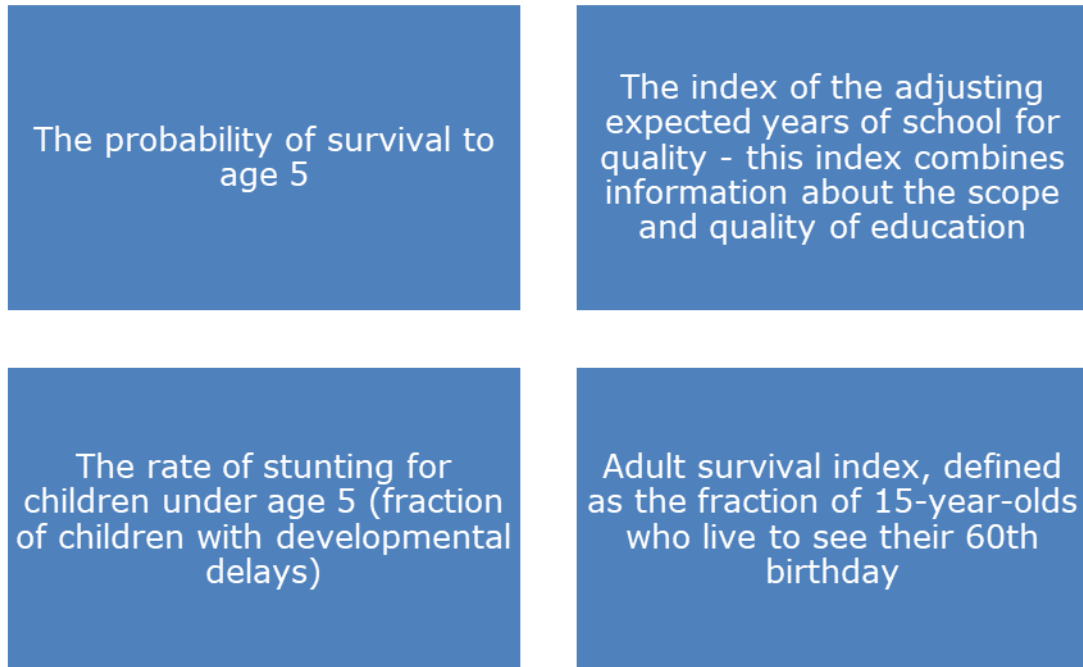 The probability of survival to
age 5
The index of the adjusting
expected years of school for
quality - this index combines
information about the scope
and quality of education
The rate of stunting for
children under age 5 (fraction
of children with developmental
delays)
Adult survival index, defined
as the fraction of 15-year-olds
who live to see their 60th
birthday